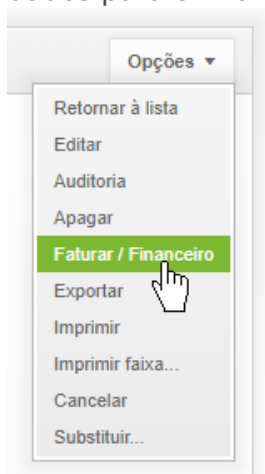 Opções ▼
Retornar à lista
Editar
Auditoria
Apagar
Faturar / Financeiro
Exportar
Imprimir
Imprimir faixa...
Cancelar
Substituir...